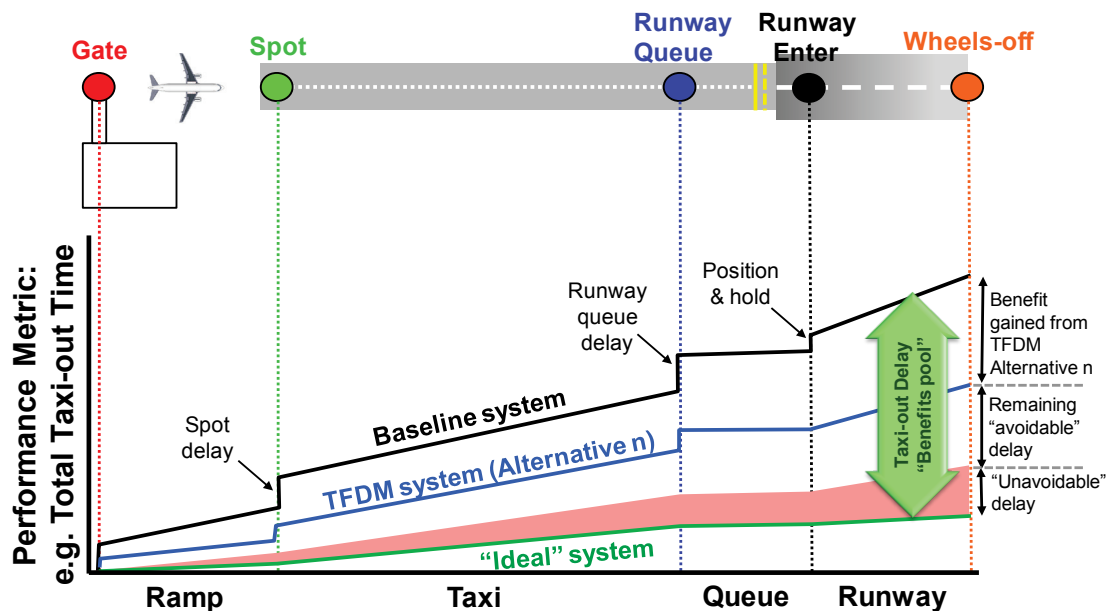 Gate
Spot
Runway
Queue
Runway
Enter
Wheels-off
Performance Metric:
e.g. Total Taxi-out Time
Spot
delay
Baseline system
Runway
queue
delay
Position
& hold
TFDM system (Alternative n)
“Ideal” system
Taxi-out Delay
“Benefits pool”
Benefit
gained from
TFDM
Alternative n
Remaining
“avoidable”
delay
“Unavoidable”
delay
Ramp
Taxi
Queue
Runway